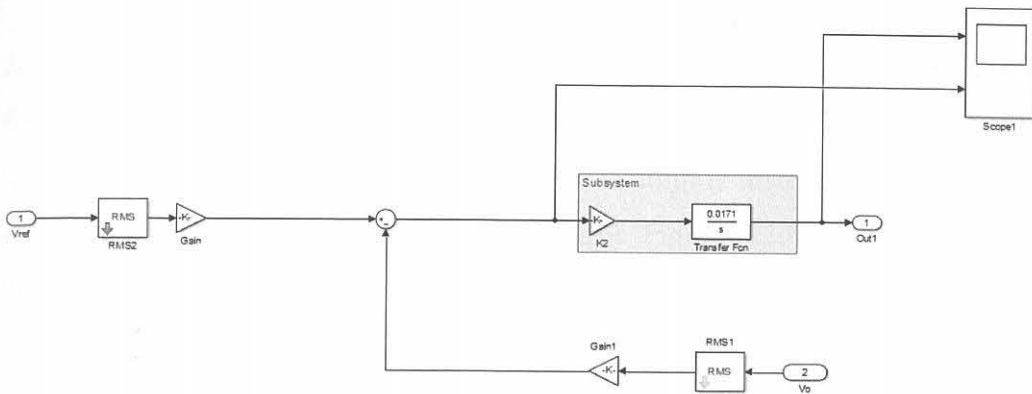 Scope1
Subsystem
1
Vref
RMS
RMS2
-K-
Gain
+
-
-K-
K2
0.0171
s
Transfer Fcn
1
Out1
Gain1
-K-
RMS1
RMS
2
Vo